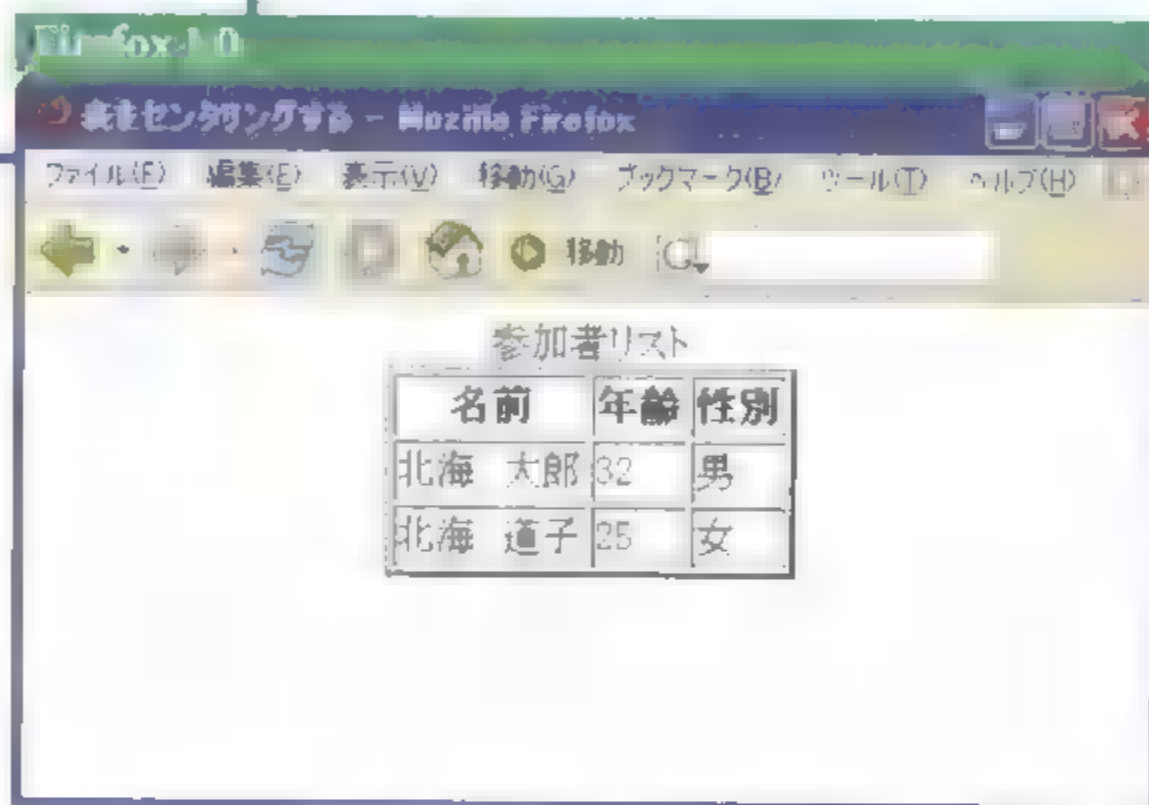 Firefox 1.0
表をセンタリングする - Mozilla Firefox
ファイル(F) 編集(E) 表示(V) 移動(G) ブックマーク(B) ツール(T) ヘルプ(H)
移動
参加者リスト
名前 年齢 性別
北海 太郎 32 男
北海 道子 25 女